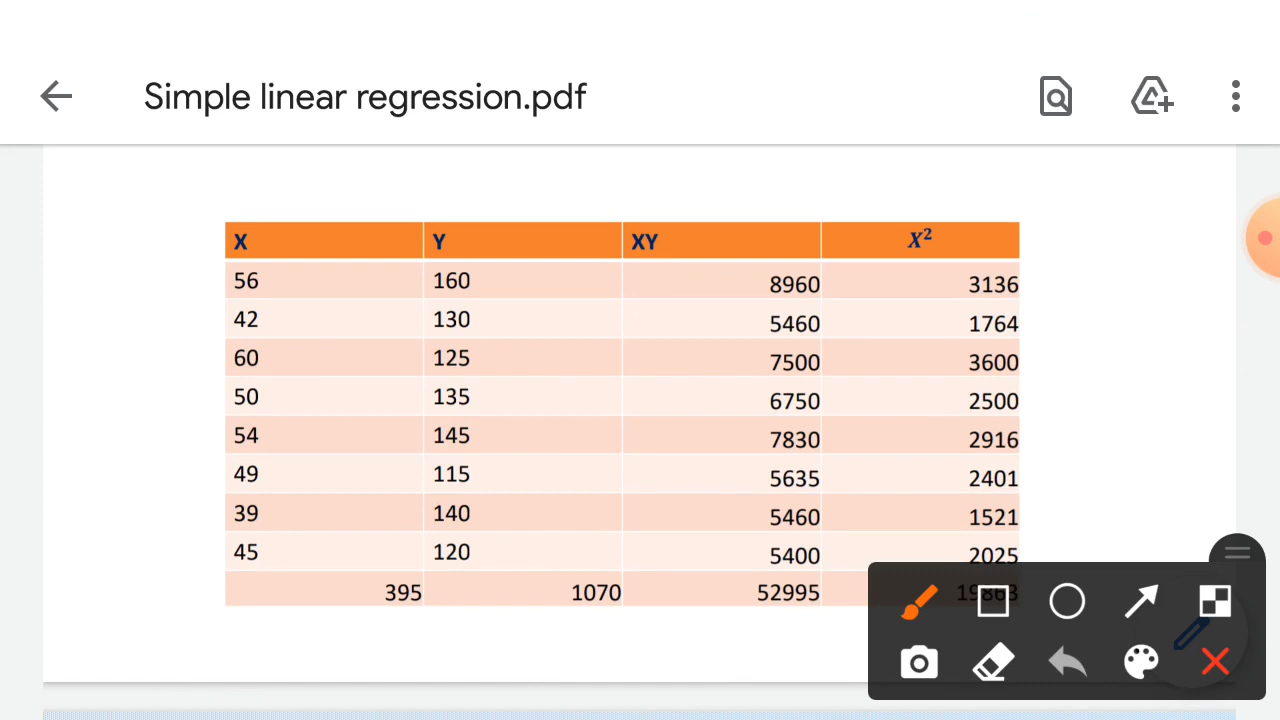 Simple linear regression.pdf
X Y XY X²
56 160 8960 3136
42 130 5460 1764
60 125 7500 3600
50 135 6750 2500
54 145 7830 2916
49 115 5635 2401
39 140 5460 1521
45 120 5400 2025
395 1070 52995 19863